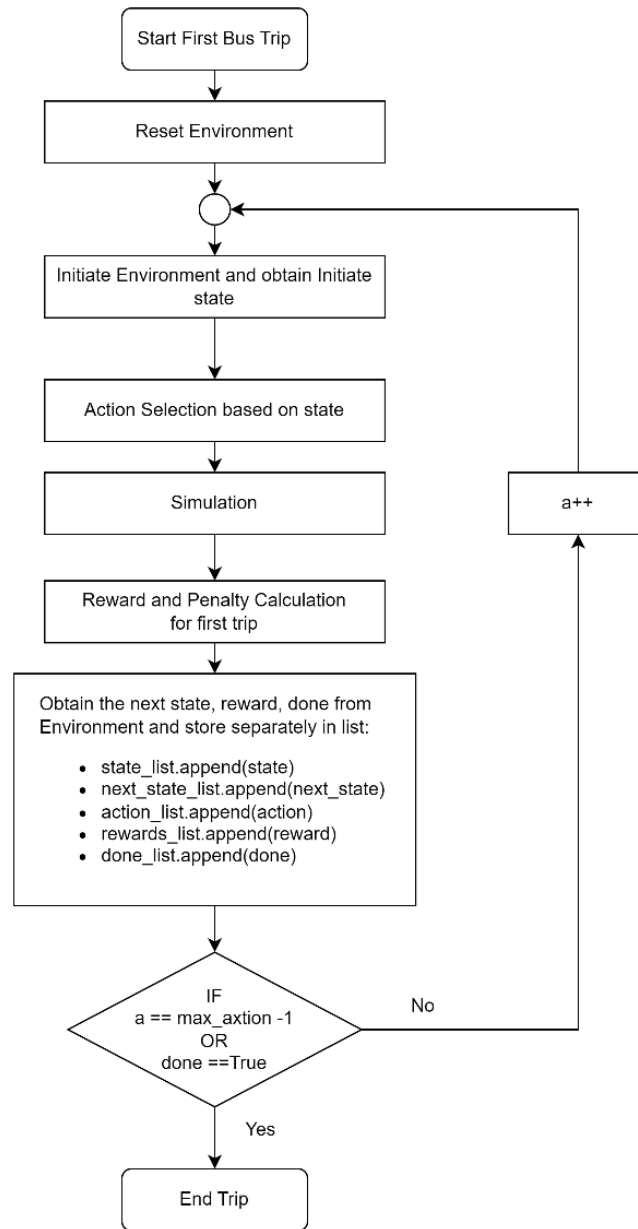 Start First Bus Trip
Reset Environment
Initiate Environment and obtain Initiate
state
Action Selection based on state
Simulation
a++
Reward and Penalty Calculation
for first trip
Obtain the next state, reward, done from
Environment and store separately in list:
• state_list.append(state)
• next_state_list.append(next_state)
• action_list.append(action)
• rewards_list.append(reward)
• done_list.append(done)
IF
a == max_axtion -1
OR
done ==True
No
Yes
End Trip